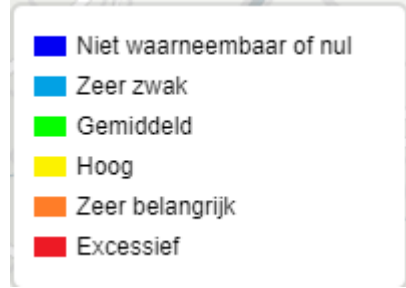 Niet waarneembaar of nul
Zeer zwak
Gemiddeld
Hoog
Zeer belangrijk
Excessief